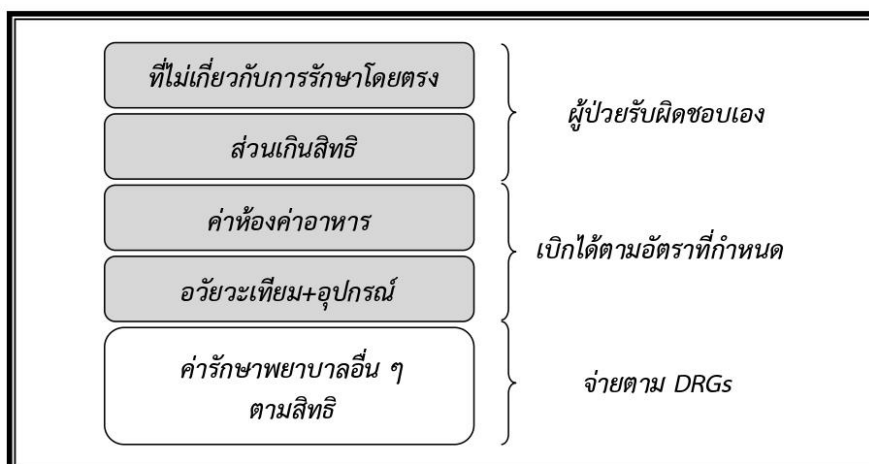 ที่ไม่เกี่ยวกับการรักษาโดยตรง
ส่วนเกินสิทธิ
ผู้ป่วยรับผิดชอบเอง
ค่าห้องค่าอาหาร
อวัยวะเทียม+อุปกรณ์
เบิกได้ตามอัตราที่กำหนด
ค่ารักษาพยาบาลอื่น ๆ
ตามสิทธิ
จ่ายตาม DRGs